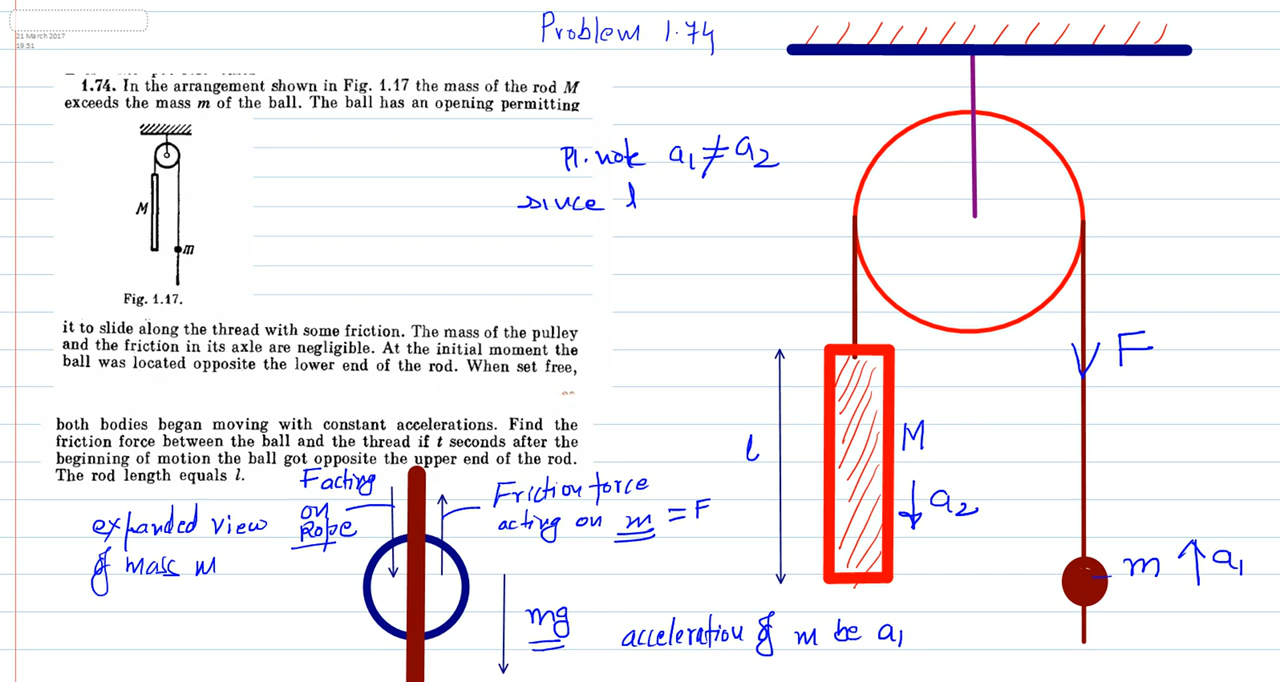 21 March 2017
19 51
Problem 1.74
1.74. In the arrangement shown in Fig. 1.17 the mass of the rod M
exceeds the mass m of the ball. The ball has an opening permitting
M
m
Fig. 1.17.
it to slide along the thread with some friction. The mass of the pulley
and the friction in its axle are negligible. At the initial moment the
ball was located opposite the lower end of the rod. When set free,
both bodies began moving with constant accelerations. Find the
friction force between the ball and the thread if t seconds after the
beginning of motion the ball got opposite the upper end of the rod.
The rod length equals l.
Pl. note a₁ ≠ a₂
since l
F
l
M
a₂
m a₁
F acting
on
Rope
Friction force
acting on m = F
expanded view
of mass m
mg
acceleration of m be a₁